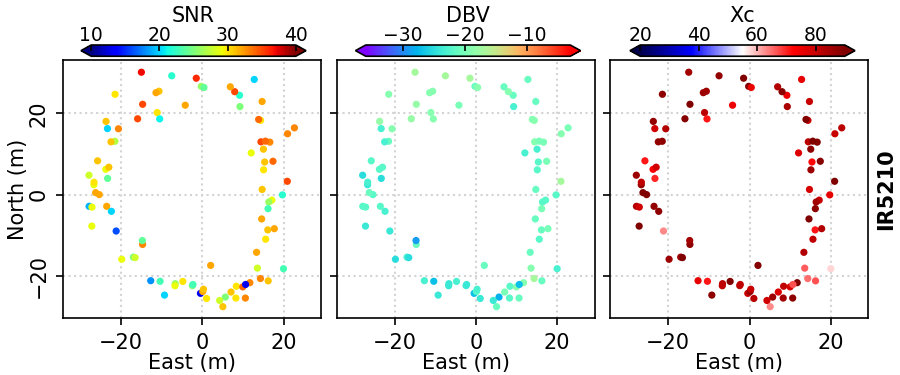 SNR DBV Xc
10 20 30 40 −30 −20 −10 20 40 60 80
20
North (m) 0
−20
−20 0 20 −20 0 20 −20 0 20
East (m) East (m) East (m)
IR5210